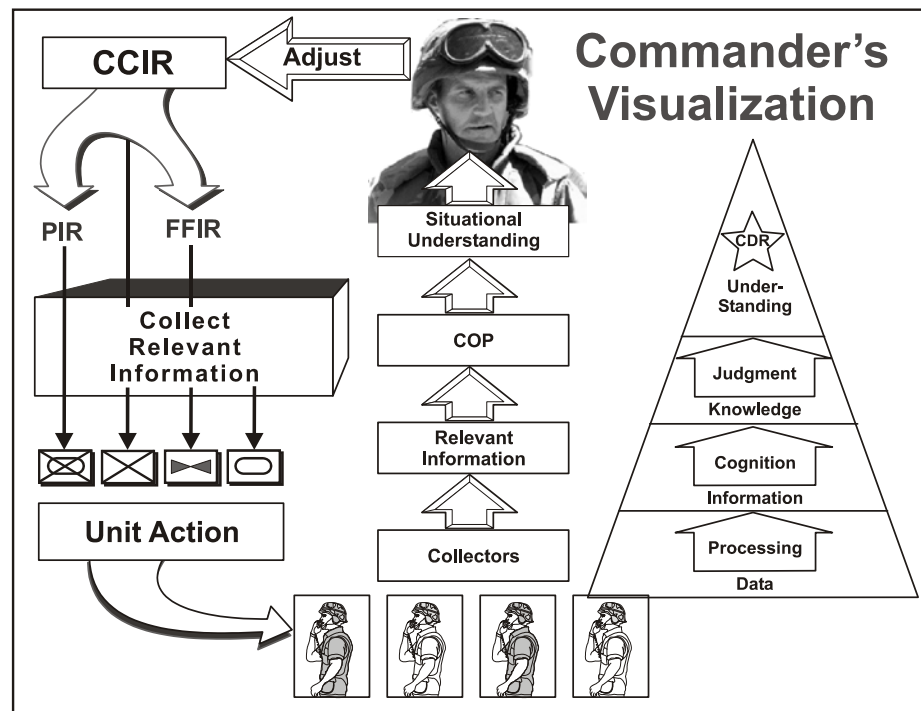 Commander's
Visualization
CCIR
Adjust
PIR
FFIR
Collect
Relevant
Information
Unit Action
Situational
Understanding
COP
Relevant
Information
Collectors
CDR
Under-
Standing
Judgment
Knowledge
Cognition
Information
Processing
Data